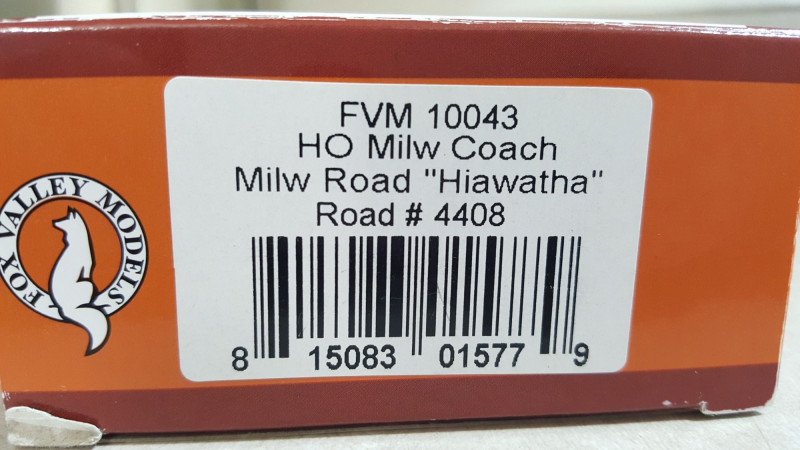 FVM 10043
HO Milw Coach
Milw Road "Hiawatha"
Road # 4408
8 15083 01577 9
FOX VALLEY MODELS